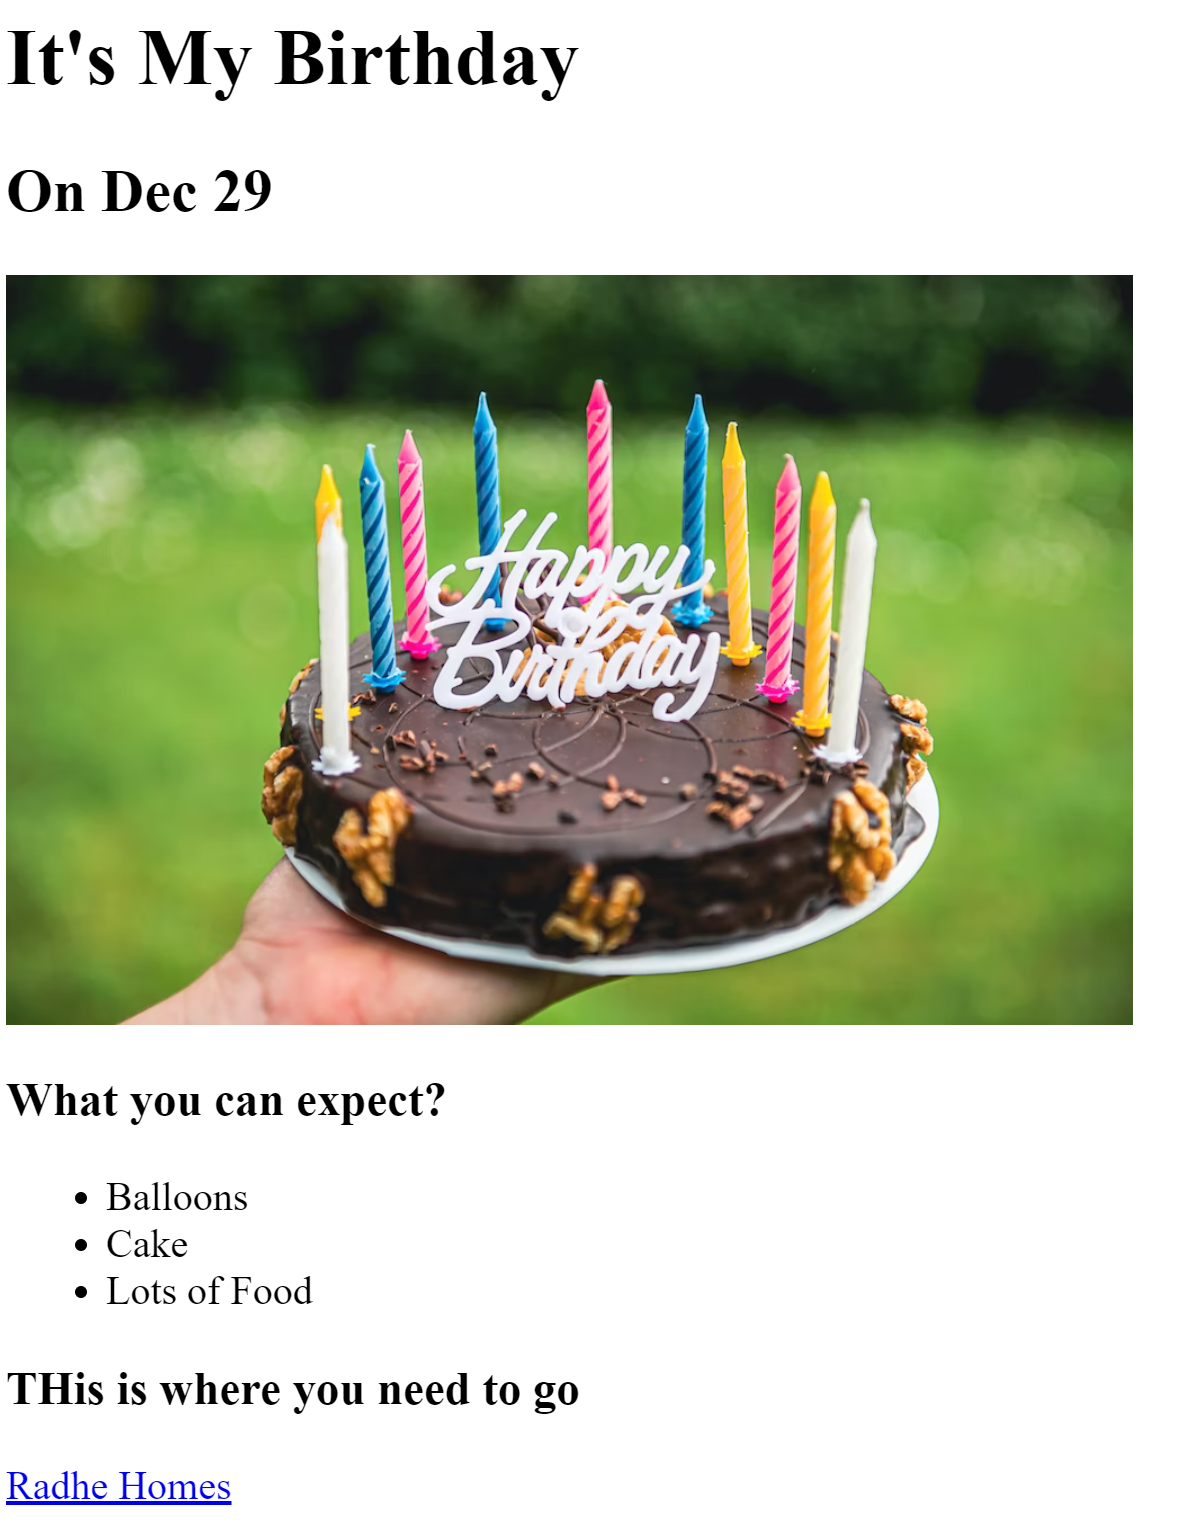 It's My Birthday
On Dec 29
Happy
Birthday
What you can expect?
Balloons
Cake
Lots of Food
THis is where you need to go
Radhe Homes